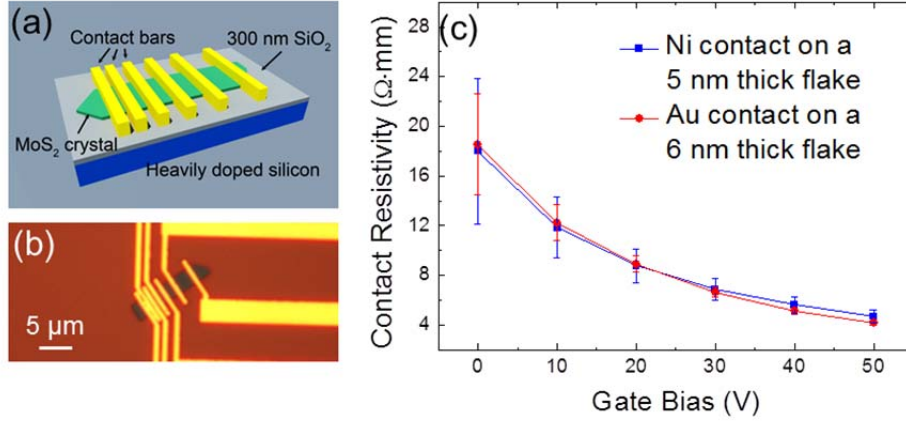 (a)
Contact bars
300 nm SiO₂
MoS₂ crystal
Heavily doped silicon
(b)
5 μm
(c)
Ni contact on a
5 nm thick flake
Au contact on a
6 nm thick flake
Contact Resistivity (Ω·mm)
28
24
20
16
12
8
4
0
10
20
30
40
50
Gate Bias (V)